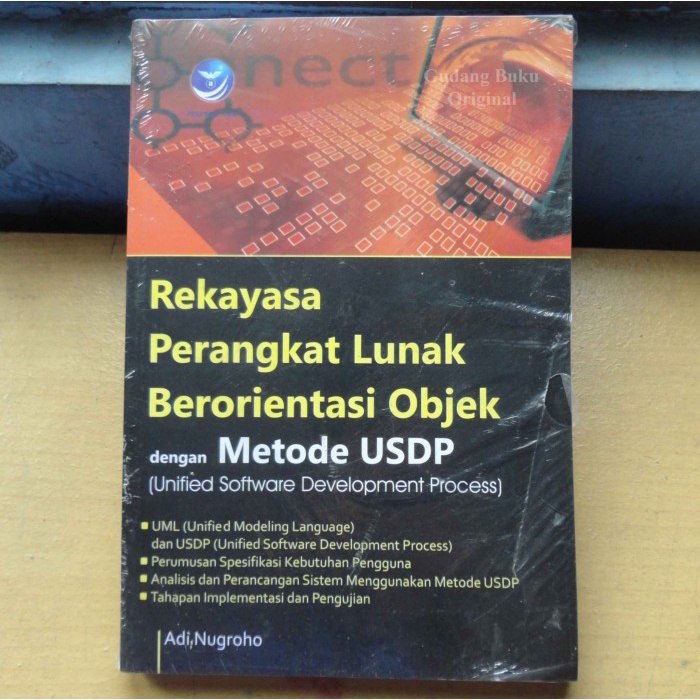 onect
Gudang Buku
Original
Rekayasa
Perangkat Lunak
Berorientasi Objek
dengan Metode USDP
(Unified Software Development Process)
UML (Unified Modeling Language)
dan USDP (Unified Software Development Process)
Perumusan Spesifikasi Kebutuhan Pengguna
Analisis dan Perancangan Sistem Menggunakan Metode USDP
Tahapan Implementasi dan Pengujian
Adi Nugroho